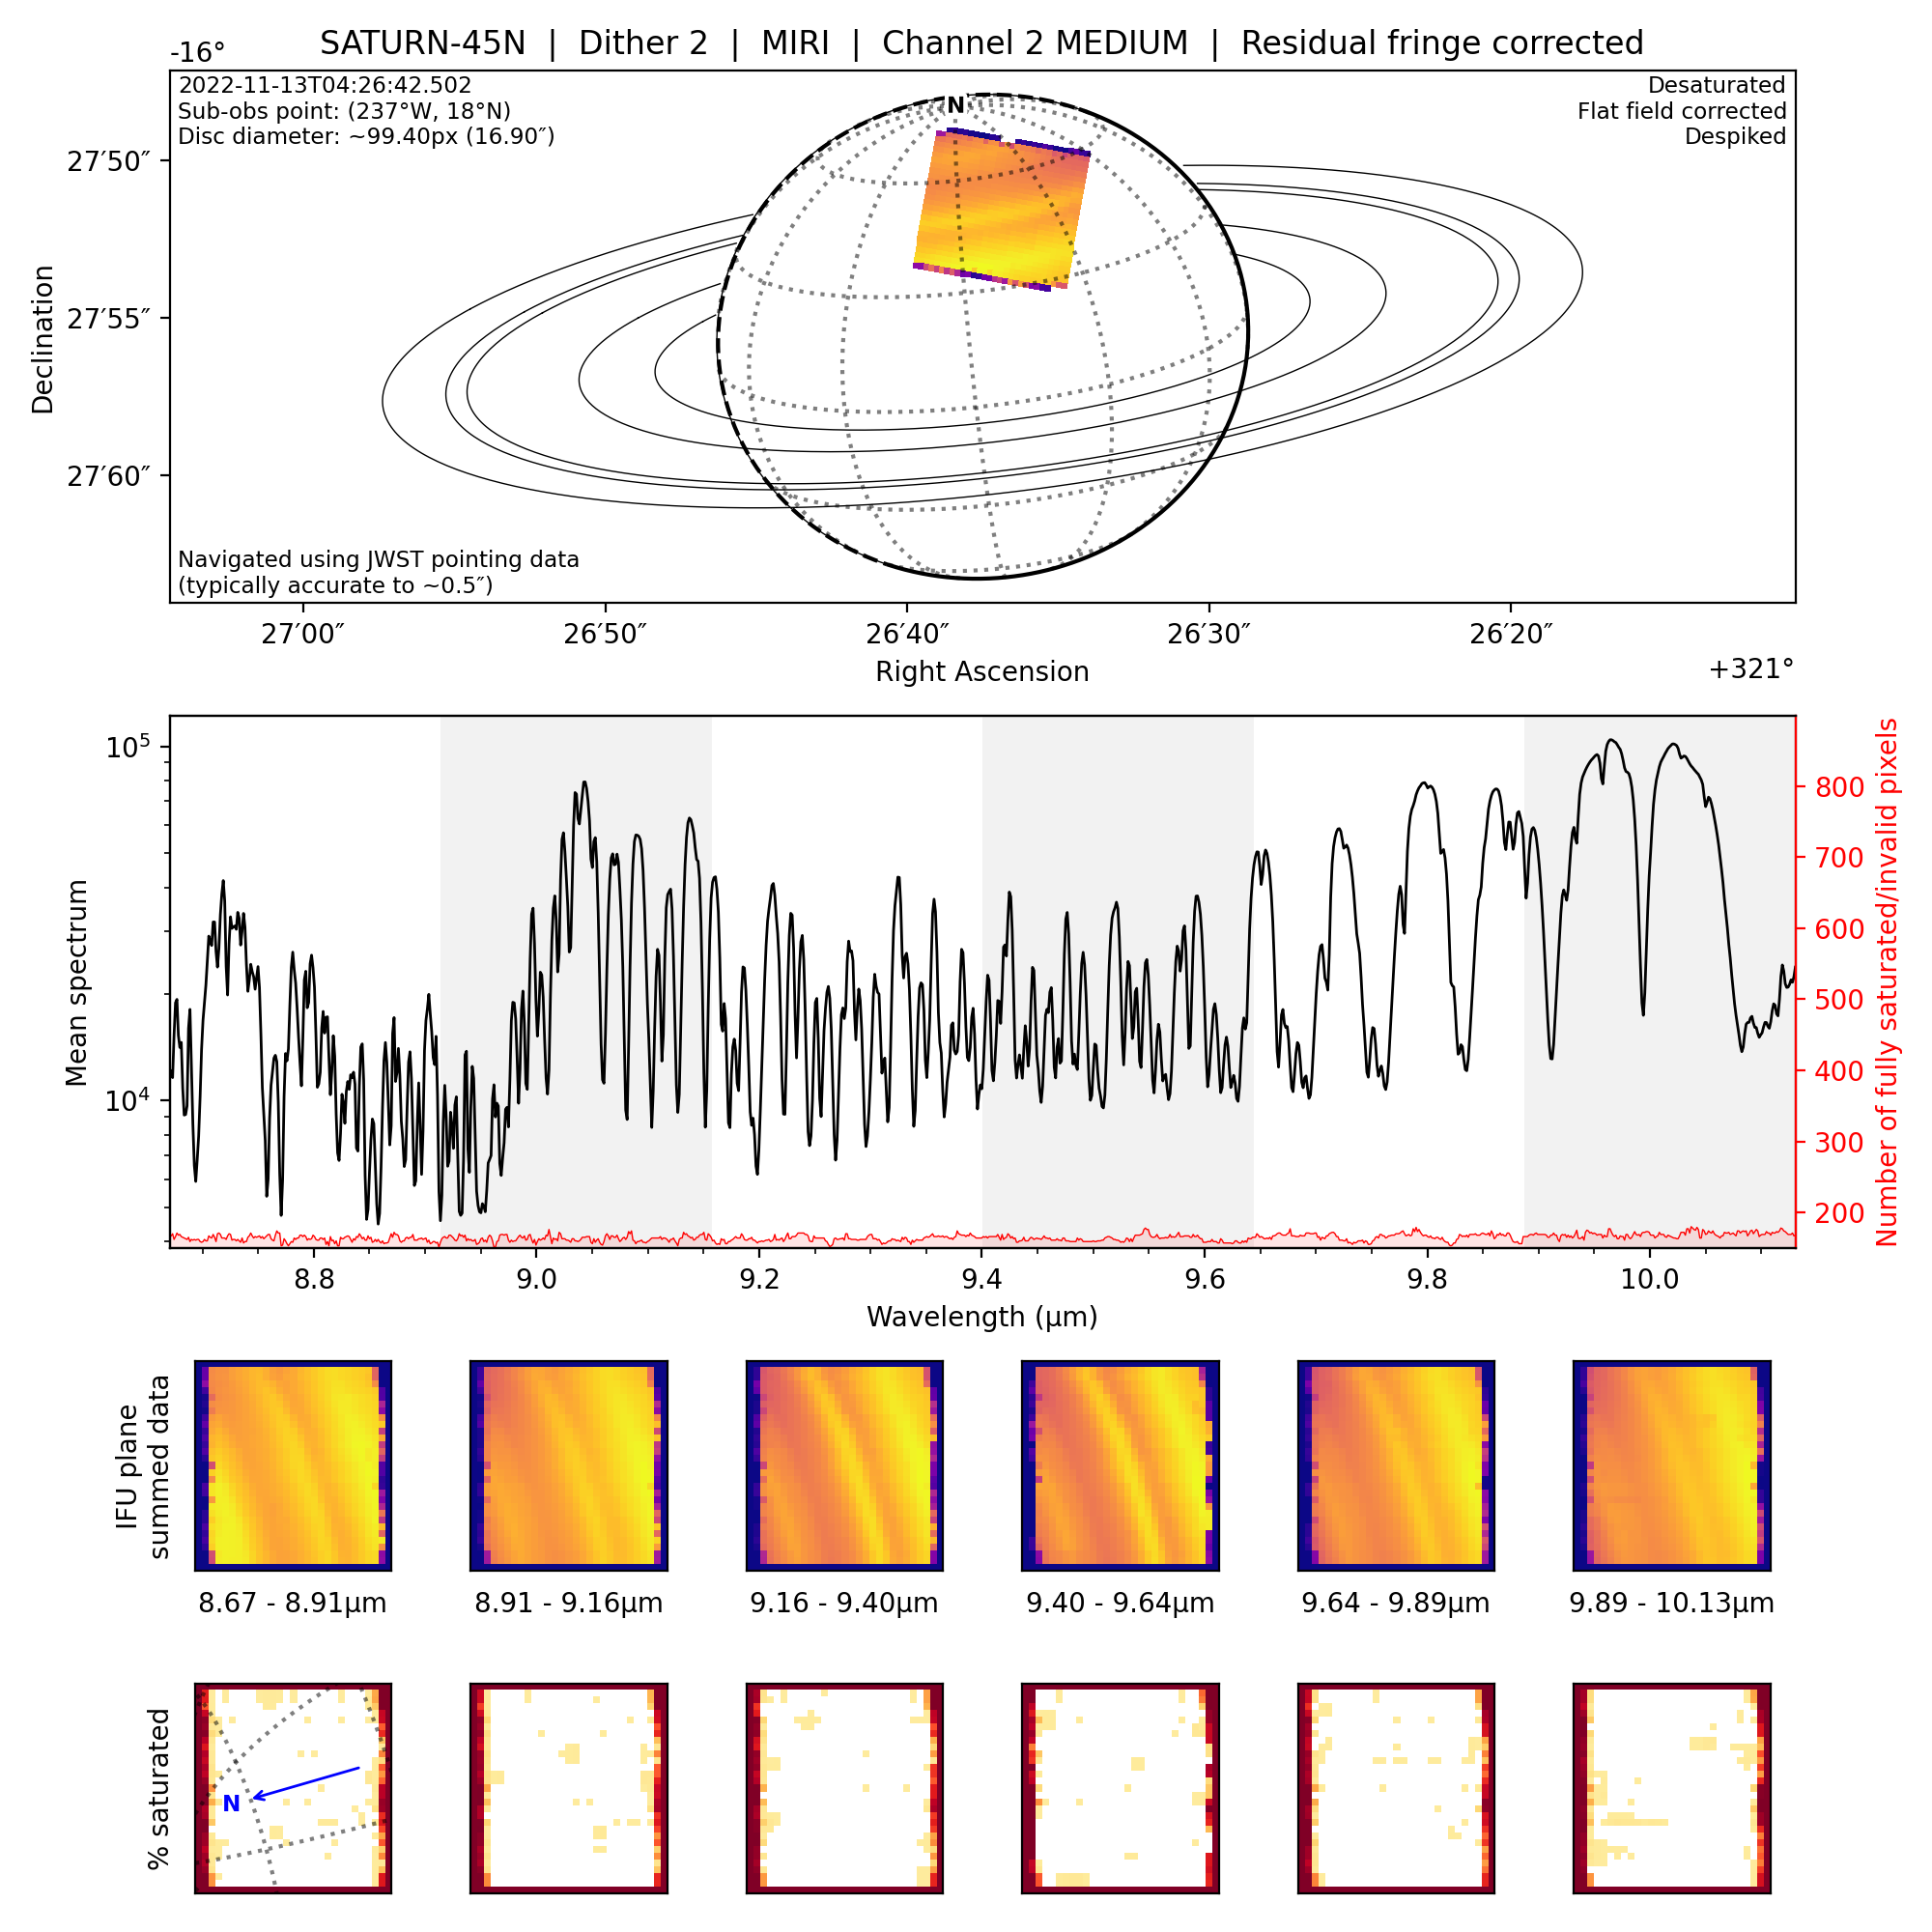 SATURN-45N | Dither 2 | MIRI | Channel 2 MEDIUM | Residual fringe corrected
-16°
2022-11-13T04:26:42.502
Sub-obs point: (237°W, 18°N)
Disc diameter: ~99.40px (16.90″)
Desaturated
Flat field corrected
Despiked
N
27′50″
27′55″
27′60″
Declination
Navigated using JWST pointing data
(typically accurate to ~0.5″)
27′00″ 26′50″ 26′40″ 26′30″ 26′20″
Right Ascension
+321°
10⁵
10⁴
Mean spectrum
800
700
600
500
400
300
200
Number of fully saturated/invalid pixels
8.8 9.0 9.2 9.4 9.6 9.8 10.0
Wavelength (µm)
IFU plane
summed data
8.67 - 8.91µm 8.91 - 9.16µm 9.16 - 9.40µm 9.40 - 9.64µm 9.64 - 9.89µm 9.89 - 10.13µm
% saturated
N